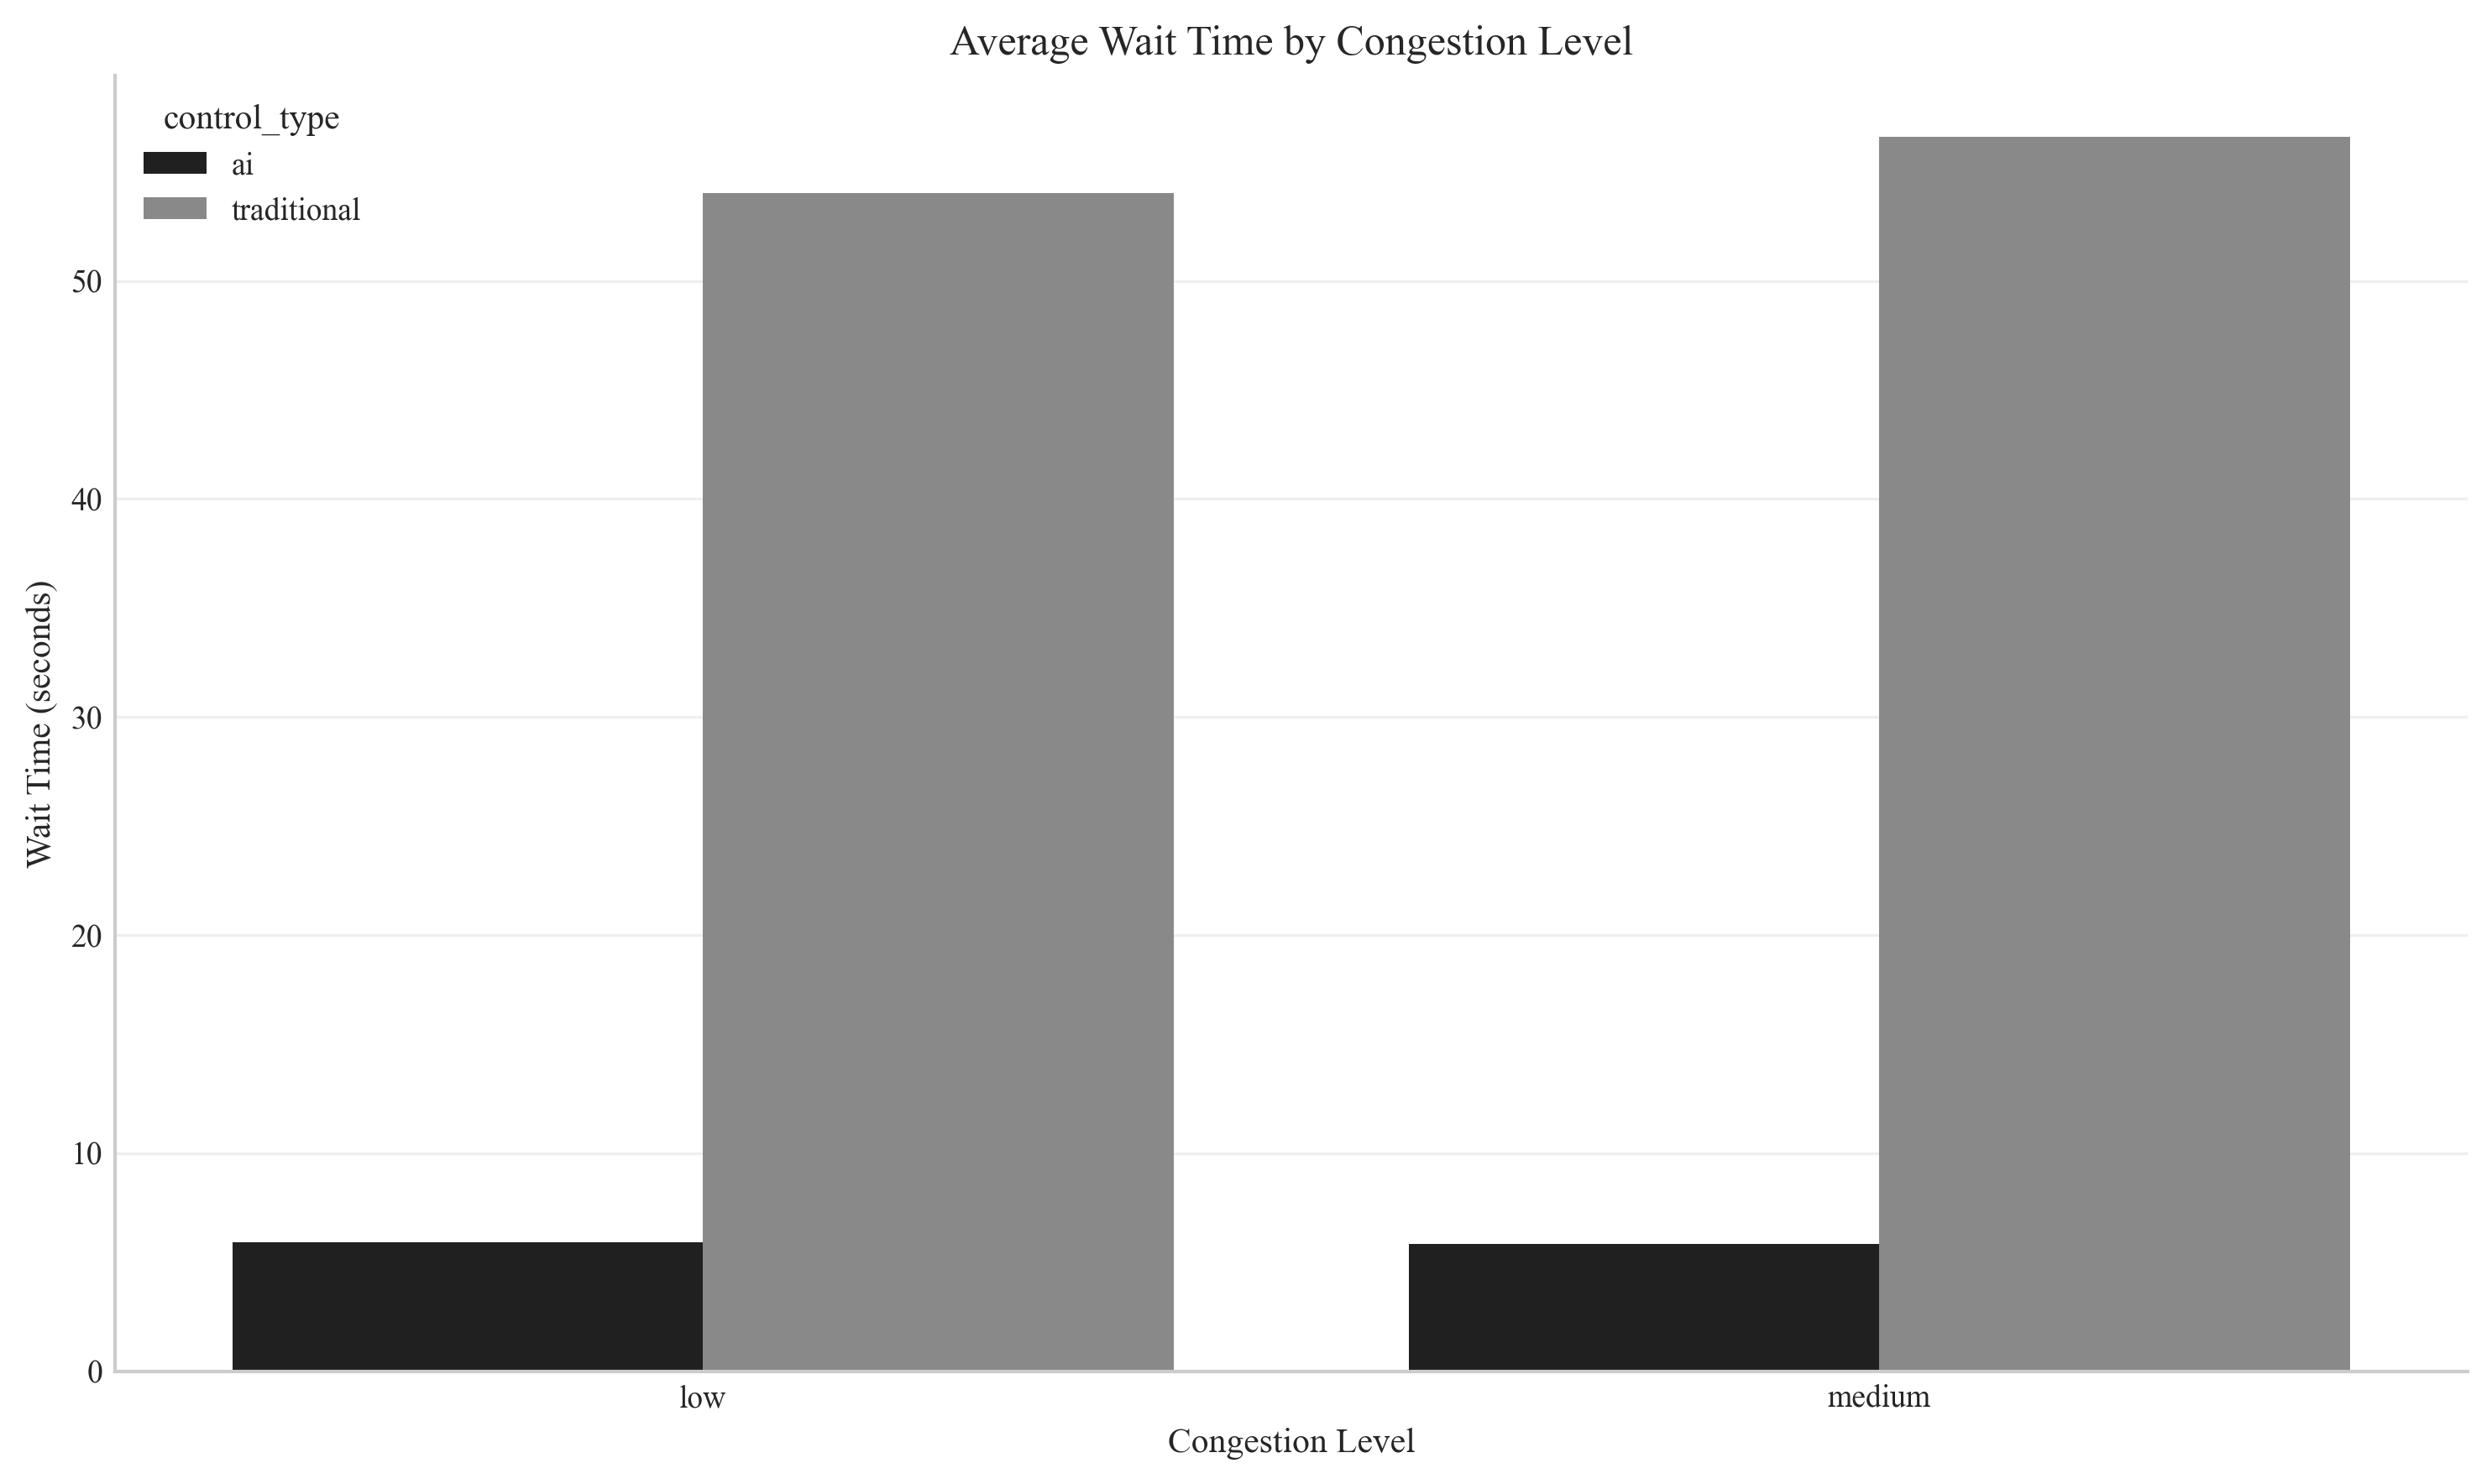 Average Wait Time by Congestion Level
control_type
ai
traditional
50
40
30
20
10
0
Wait Time (seconds)
low
medium
Congestion Level